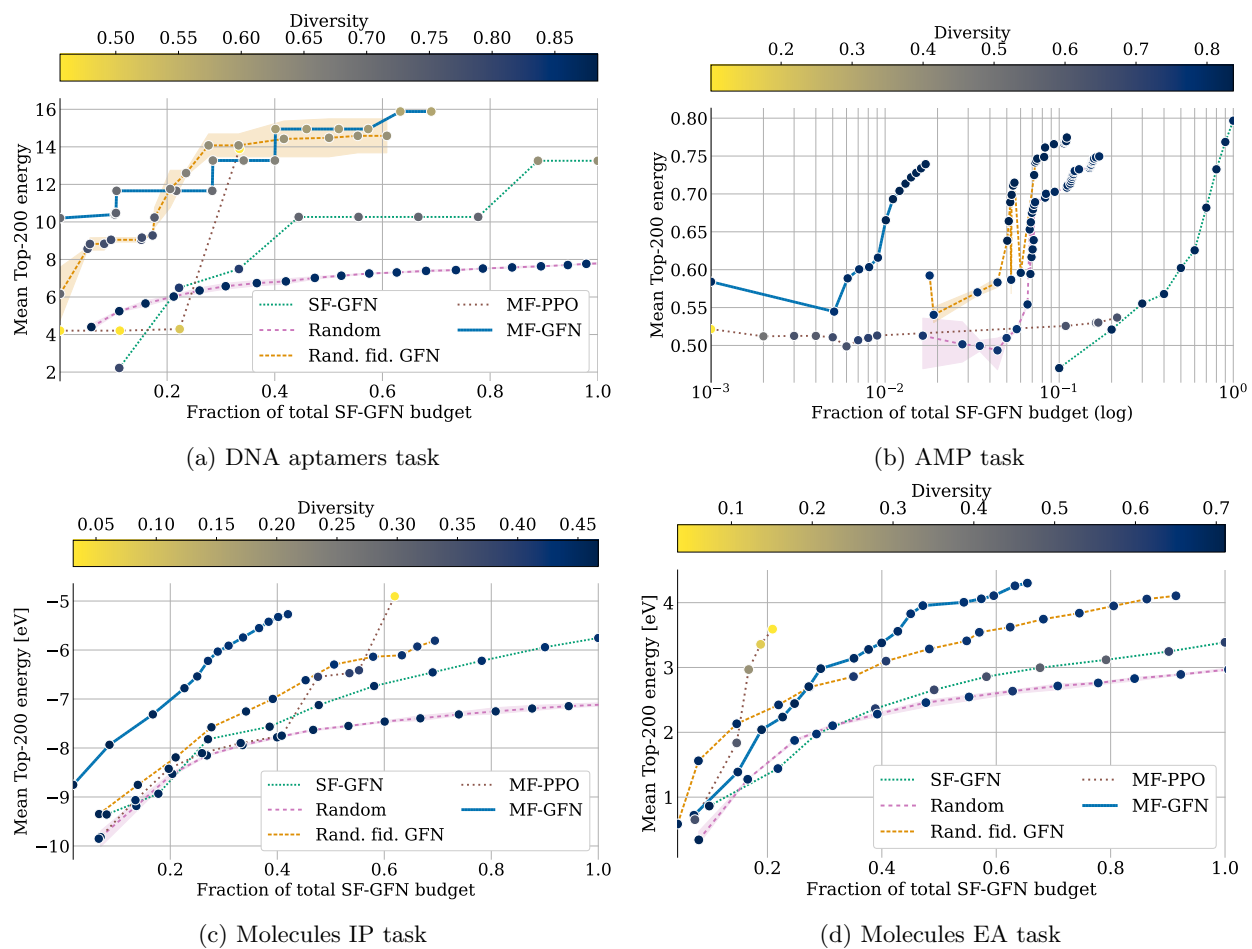 Diversity
0.50 0.55 0.60 0.65 0.70 0.75 0.80 0.85
16
14
12
10
8
6
4
2
Mean Top-200 energy
SF-GFN
Random
Rand. fid. GFN
MF-PPO
MF-GFN
0.2 0.4 0.6 0.8 1.0
Fraction of total SF-GFN budget
(a) DNA aptamers task
Diversity
0.2 0.3 0.4 0.5 0.6 0.7 0.8
0.80
0.75
0.70
0.65
0.60
0.55
0.50
Mean Top-200 energy
10−3 10−2 10−1 100
Fraction of total SF-GFN budget (log)
(b) AMP task
Diversity
0.05 0.10 0.15 0.20 0.25 0.30 0.35 0.40 0.45
−5
−6
−7
−8
−9
−10
Mean Top-200 energy [eV]
SF-GFN
Random
Rand. fid. GFN
MF-PPO
MF-GFN
0.2 0.4 0.6 0.8 1.0
Fraction of total SF-GFN budget
(c) Molecules IP task
Diversity
0.1 0.2 0.3 0.4 0.5 0.6 0.7
4
3
2
1
Mean Top-200 energy [eV]
SF-GFN
Random
Rand. fid. GFN
MF-PPO
MF-GFN
0.2 0.4 0.6 0.8 1.0
Fraction of total SF-GFN budget
(d) Molecules EA task